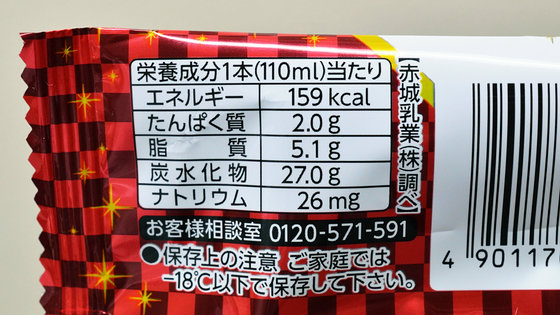 栄養成分1本(110ml)当たり
エネルギー 159 kcal
たんぱく質 2.0 g
脂質 5.1 g
炭水化物 27.0 g
ナトリウム 26 mg
【赤城乳業(株)調べ】
お客様相談室 0120-571-591
●保存上の注意 ご家庭では
-18℃以下で保存して下さい。
4 90117